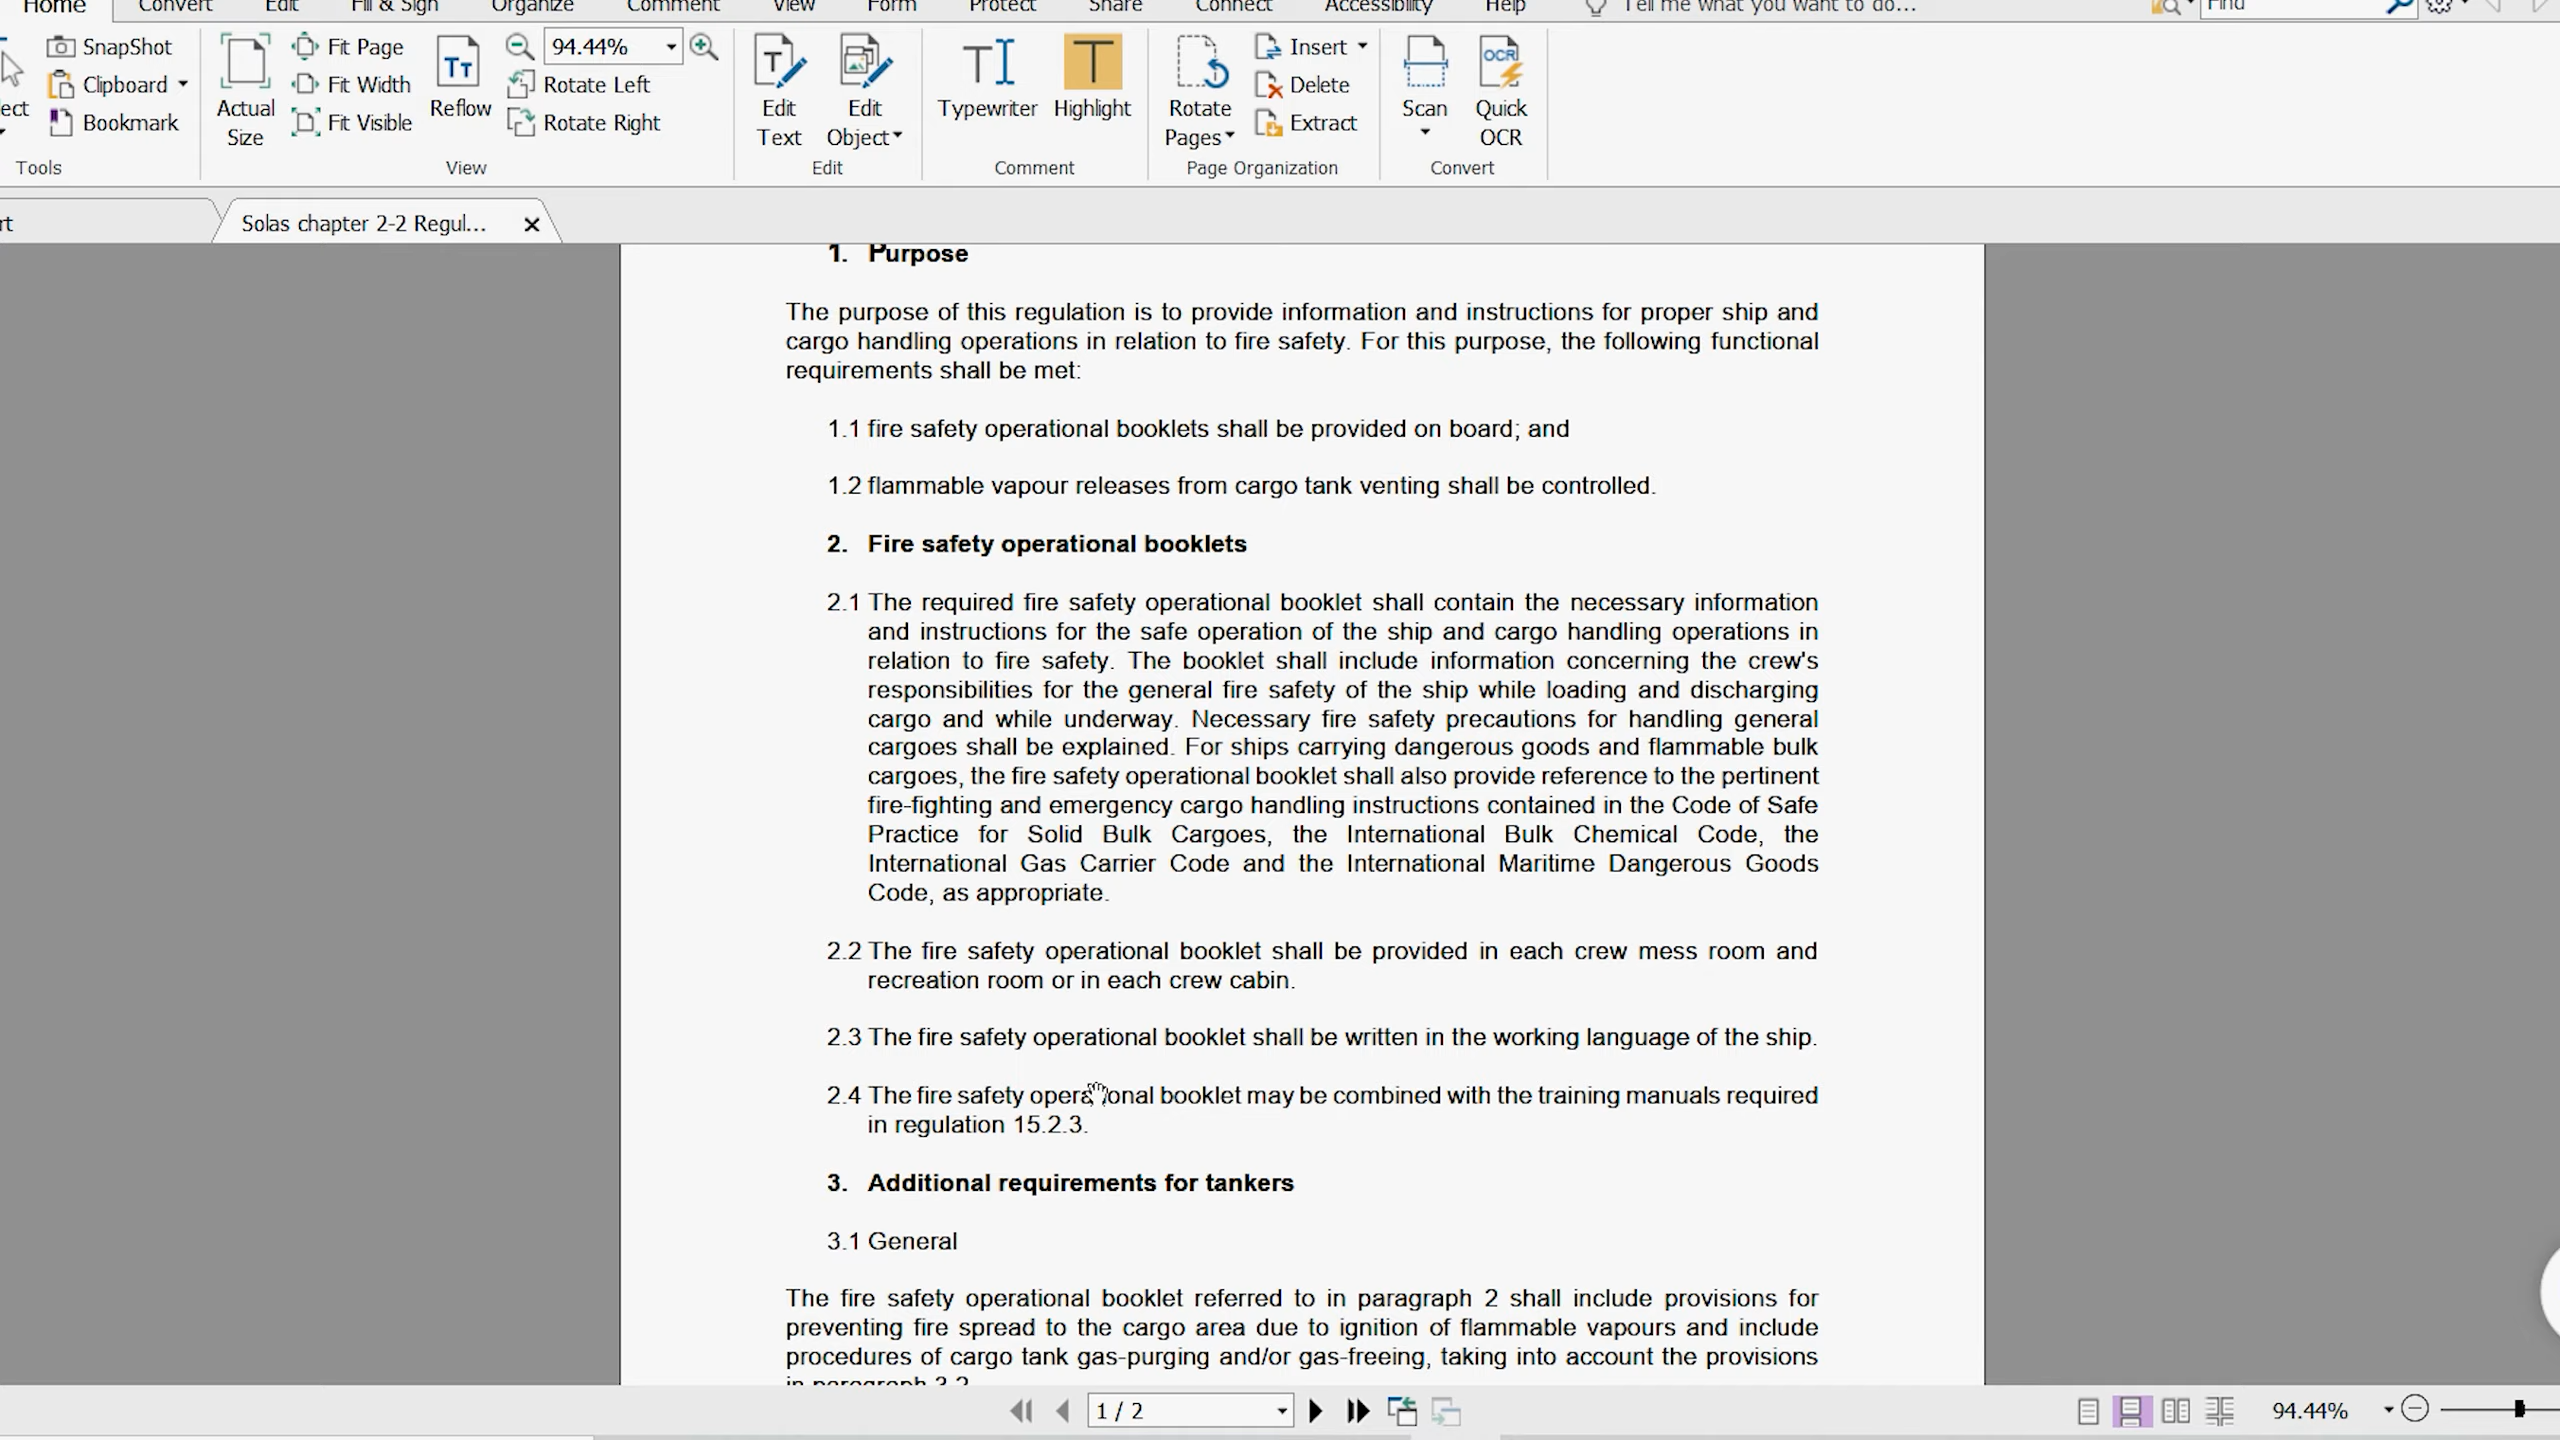 Home Convert Edit Fill & Sign Organize Comment View Form Protect Share Connect Accessibility Help Tell me what you want to do... Find
SnapShot Fit Page 94.44% Insert
Clipboard Fit Width Rotate Left Delete
Bookmark Actual Size Fit Visible Reflow Rotate Right Edit Text Edit Object Typewriter Highlight Rotate Pages Extract Scan Quick OCR
Tools View Edit Comment Page Organization Convert
Solas chapter 2-2 Regul...
1. Purpose
The purpose of this regulation is to provide information and instructions for proper ship and
cargo handling operations in relation to fire safety. For this purpose, the following functional
requirements shall be met:
1.1 fire safety operational booklets shall be provided on board; and
1.2 flammable vapour releases from cargo tank venting shall be controlled.
2. Fire safety operational booklets
2.1 The required fire safety operational booklet shall contain the necessary information
and instructions for the safe operation of the ship and cargo handling operations in
relation to fire safety. The booklet shall include information concerning the crew's
responsibilities for the general fire safety of the ship while loading and discharging
cargo and while underway. Necessary fire safety precautions for handling general
cargoes shall be explained. For ships carrying dangerous goods and flammable bulk
cargoes, the fire safety operational booklet shall also provide reference to the pertinent
fire-fighting and emergency cargo handling instructions contained in the Code of Safe
Practice for Solid Bulk Cargoes, the International Bulk Chemical Code, the
International Gas Carrier Code and the International Maritime Dangerous Goods
Code, as appropriate.
2.2 The fire safety operational booklet shall be provided in each crew mess room and
recreation room or in each crew cabin.
2.3 The fire safety operational booklet shall be written in the working language of the ship.
2.4 The fire safety operational booklet may be combined with the training manuals required
in regulation 15.2.3.
3. Additional requirements for tankers
3.1 General
The fire safety operational booklet referred to in paragraph 2 shall include provisions for
preventing fire spread to the cargo area due to ignition of flammable vapours and include
procedures of cargo tank gas-purging and/or gas-freeing, taking into account the provisions
in paragraph 3.2.
1 / 2 94.44%